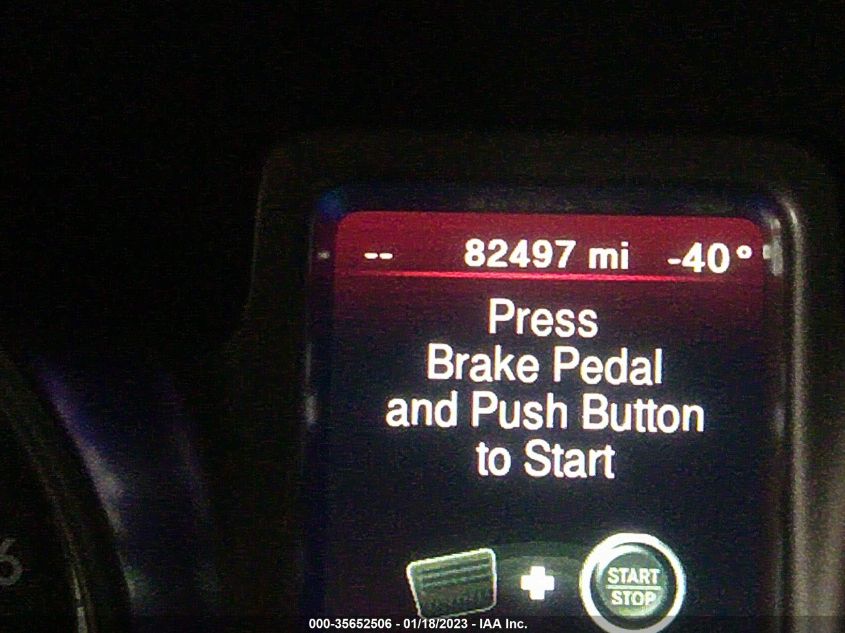 -- 82497 mi -40°
Press
Brake Pedal
and Push Button
to Start
START
STOP
6
000-35652506 - 01/18/2023 - IAA Inc.